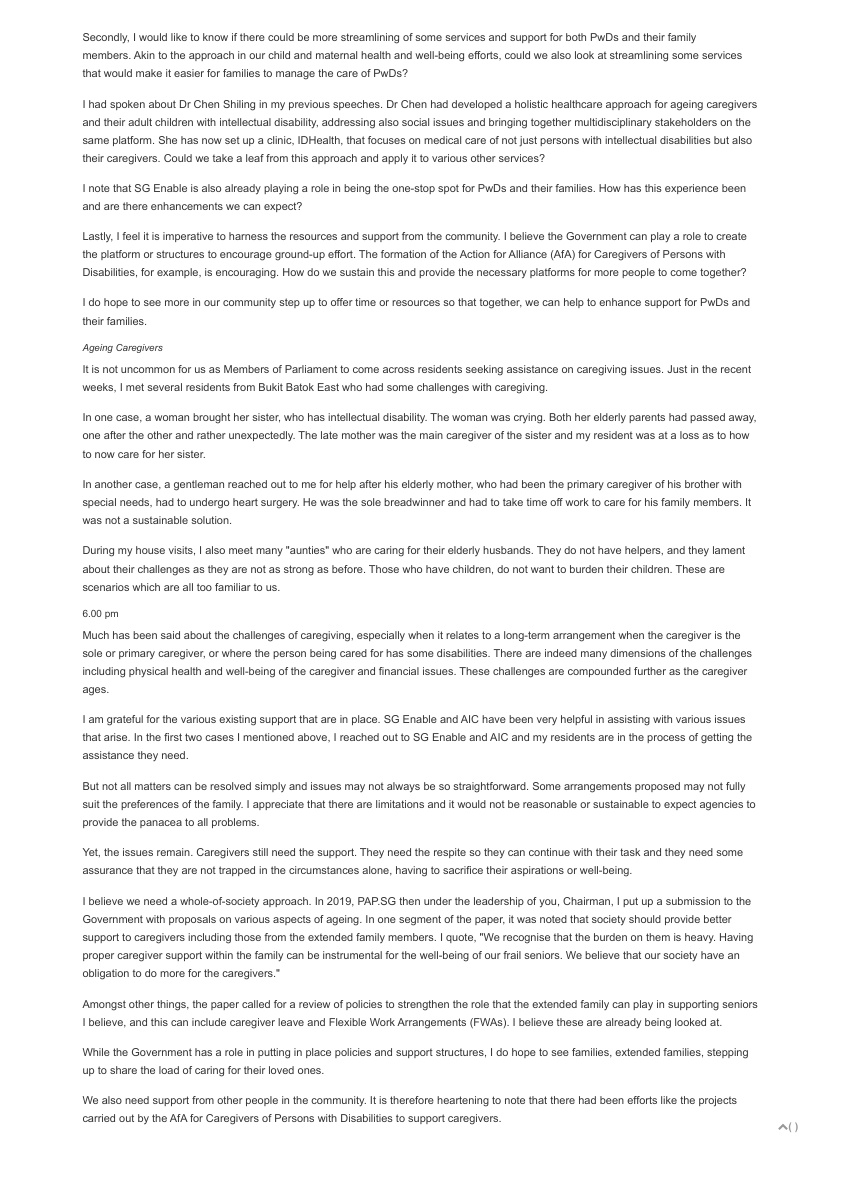 Secondly, I would like to know if there could be more streamlining of some services and support for both PwDs and their family
members. Akin to the approach in our child and maternal health and well-being efforts, could we also look at streamlining some services
that would make it easier for families to manage the care of PwDs?
I had spoken about Dr Chen Shiling in my previous speeches. Dr Chen had developed a holistic healthcare approach for ageing caregivers
and their adult children with intellectual disability, addressing also social issues and bringing together multidisciplinary stakeholders on the
same platform. She has now set up a clinic, IDHealth, that focuses on medical care of not just persons with intellectual disabilities but also
their caregivers. Could we take a leaf from this approach and apply it to various other services?
I note that SG Enable is also already playing a role in being the one-stop spot for PwDs and their families. How has this experience been
and are there enhancements we can expect?
Lastly, I feel it is imperative to harness the resources and support from the community. I believe the Government can play a role to create
the platform or structures to encourage ground-up effort. The formation of the Action for Alliance (AfA) for Caregivers of Persons with
Disabilities, for example, is encouraging. How do we sustain this and provide the necessary platforms for more people to come together?
I do hope to see more in our community step up to offer time or resources so that together, we can help to enhance support for PwDs and
their families.
Ageing Caregivers
It is not uncommon for us as Members of Parliament to come across residents seeking assistance on caregiving issues. Just in the recent
weeks, I met several residents from Bukit Batok East who had some challenges with caregiving.
In one case, a woman brought her sister, who has intellectual disability. The woman was crying. Both her elderly parents had passed away,
one after the other and rather unexpectedly. The late mother was the main caregiver of the sister and my resident was at a loss as to how
to now care for her sister.
In another case, a gentleman reached out to me for help after his elderly mother, who had been the primary caregiver of his brother with
special needs, had to undergo heart surgery. He was the sole breadwinner and had to take time off work to care for his family members. It
was not a sustainable solution.
During my house visits, I also meet many "aunties" who are caring for their elderly husbands. They do not have helpers, and they lament
about their challenges as they are not as strong as before. Those who have children, do not want to burden their children. These are
scenarios which are all too familiar to us.
6.00 pm
Much has been said about the challenges of caregiving, especially when it relates to a long-term arrangement when the caregiver is the
sole or primary caregiver, or where the person being cared for has some disabilities. There are indeed many dimensions of the challenges
including physical health and well-being of the caregiver and financial issues. These challenges are compounded further as the caregiver
ages.
I am grateful for the various existing support that are in place. SG Enable and AIC have been very helpful in assisting with various issues
that arise. In the first two cases I mentioned above, I reached out to SG Enable and AIC and my residents are in the process of getting the
assistance they need.
But not all matters can be resolved simply and issues may not always be so straightforward. Some arrangements proposed may not fully
suit the preferences of the family. I appreciate that there are limitations and it would not be reasonable or sustainable to expect agencies to
provide the panacea to all problems.
Yet, the issues remain. Caregivers still need the support. They need the respite so they can continue with their task and they need some
assurance that they are not trapped in the circumstances alone, having to sacrifice their aspirations or well-being.
I believe we need a whole-of-society approach. In 2019, PAP.SG then under the leadership of you, Chairman, I put up a submission to the
Government with proposals on various aspects of ageing. In one segment of the paper, it was noted that society should provide better
support to caregivers including those from the extended family members. I quote, "We recognise that the burden on them is heavy. Having
proper caregiver support within the family can be instrumental for the well-being of our frail seniors. We believe that our society have an
obligation to do more for the caregivers."
Amongst other things, the paper called for a review of policies to strengthen the role that the extended family can play in supporting seniors
I believe, and this can include caregiver leave and Flexible Work Arrangements (FWAs). I believe these are already being looked at.
While the Government has a role in putting in place policies and support structures, I do hope to see families, extended families, stepping
up to share the load of caring for their loved ones.
We also need support from other people in the community. It is therefore heartening to note that there had been efforts like the projects
carried out by the AfA for Caregivers of Persons with Disabilities to support caregivers.
( )